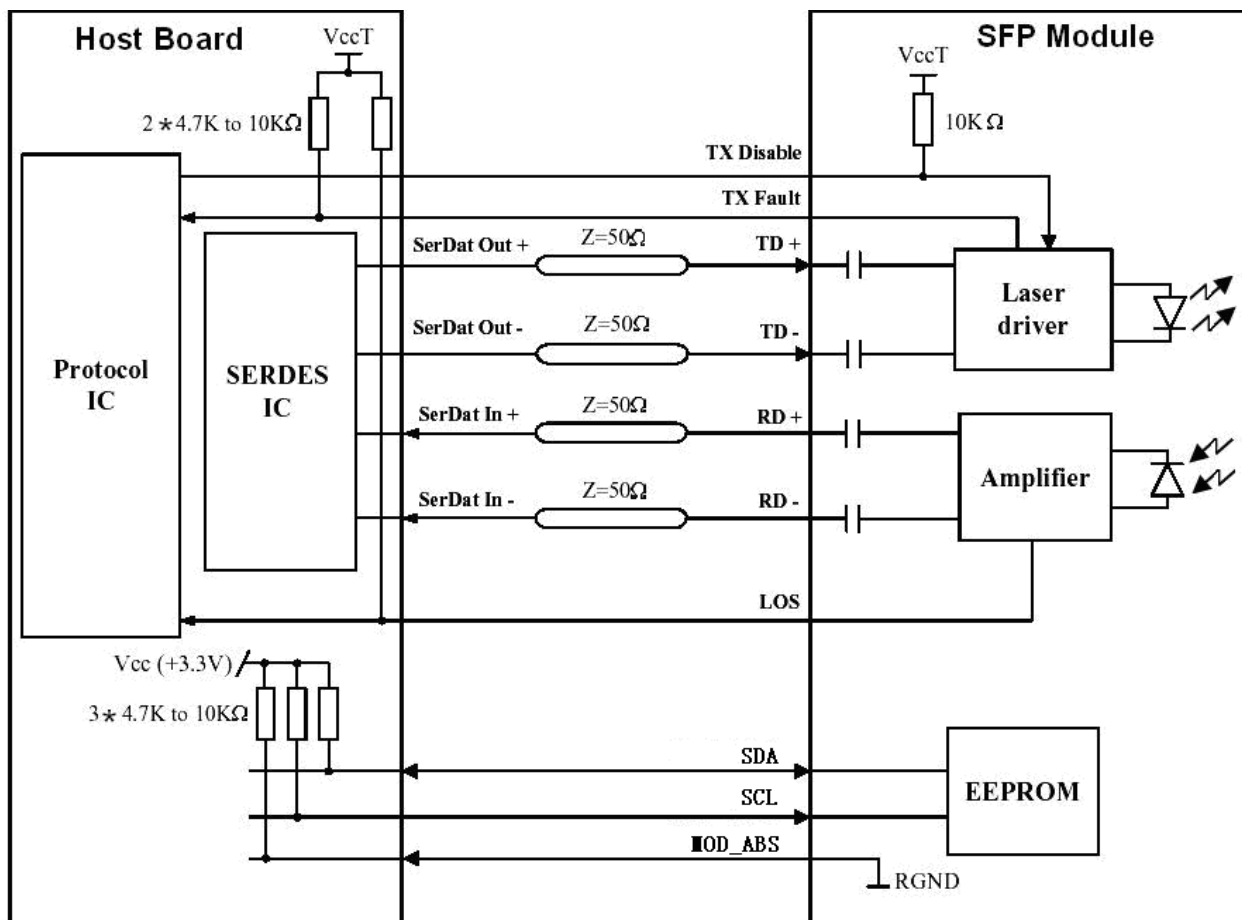 Host Board
SFP Module
VccT
VccT
2*4.7K to 10KΩ
10KΩ
TX Disable
TX Fault
SerDat Out +
Z=50Ω
TD +
Laser
driver
SerDat Out -
Z=50Ω
TD -
Protocol
IC
SERDES
IC
SerDat In +
Z=50Ω
RD +
Amplifier
SerDat In -
Z=50Ω
RD -
LOS
Vcc (+3.3V)
3*4.7K to 10KΩ
SDA
EEPROM
SCL
MOD_ABS
RGND